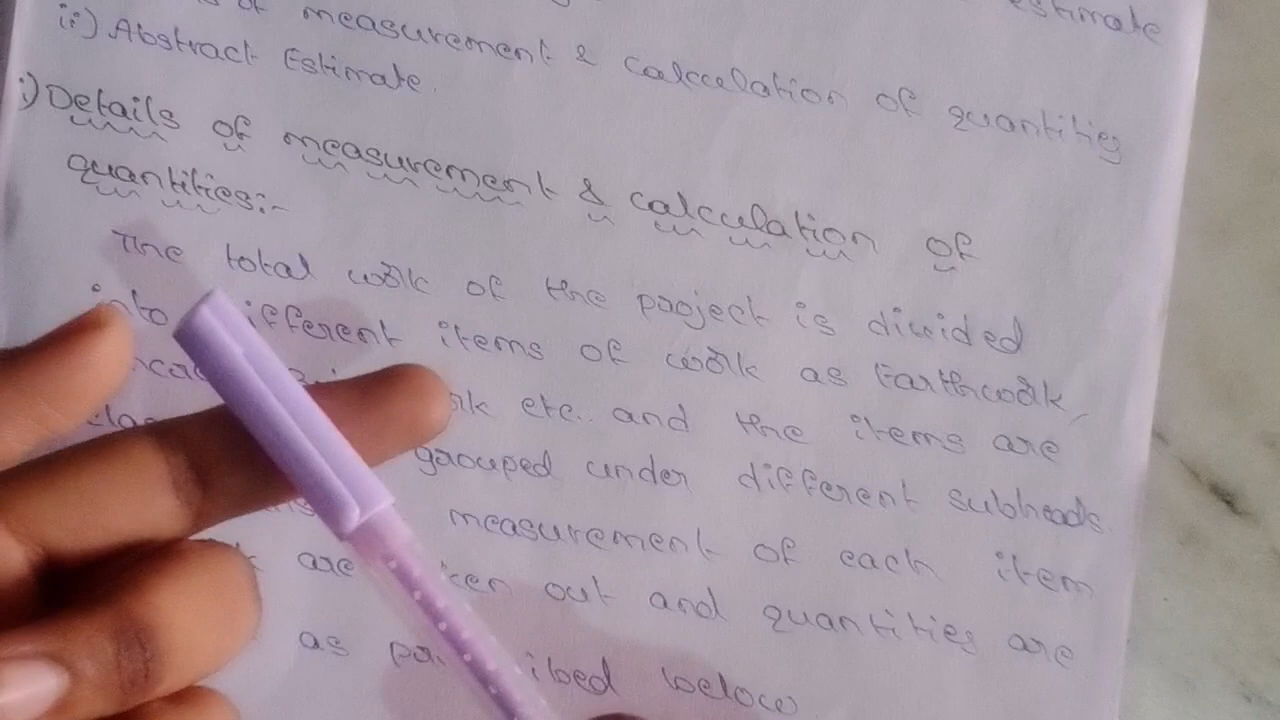 of measurement & calculation of quantities
estimate
ii) Abstract Estimate.
i) Details of measurement & calculation of
quantities:-
The total work of the project is divided
into different items of work as Earthwork,
etc.. and the items are
grouped under different subheads.
measurement of each item
are out and quantities are
as below